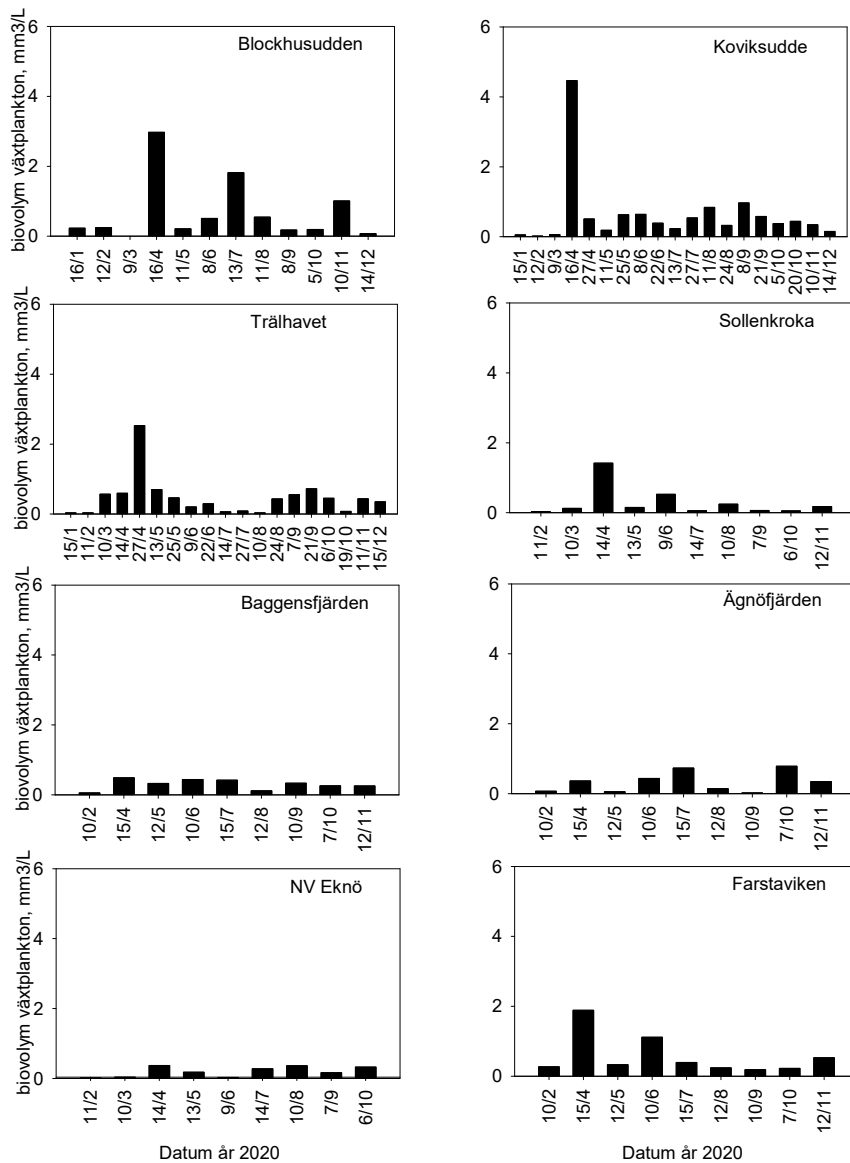 Blockhusudden
biovolym växtplankton, mm3/L
6
4
2
0
16/1 12/2 9/3 16/4 11/5 8/6 13/7 11/8 8/9 5/10 10/11 14/12
Koviksudde
6
4
2
0
15/1 12/2 9/3 16/4 27/4 11/5 25/5 8/6 22/6 13/7 27/7 11/8 24/8 8/9 21/9 5/10 20/10 10/11 14/12
Trälhavet
biovolym växtplankton, mm3/L
6
4
2
0
15/1 11/2 10/3 14/4 27/4 13/5 25/5 9/6 22/6 14/7 27/7 10/8 24/8 7/9 21/9 6/10 19/10 11/11 15/12
Sollenkroka
6
4
2
0
11/2 10/3 14/4 13/5 9/6 14/7 10/8 7/9 6/10 12/11
Baggensfjärden
biovolym växtplankton, mm3/L
6
4
2
0
10/2 15/4 12/5 10/6 15/7 12/8 10/9 7/10 12/11
Ägnöfjärden
6
4
2
0
10/2 15/4 12/5 10/6 15/7 12/8 10/9 7/10 12/11
NV Eknö
biovolym växtplankton, mm3/L
6
4
2
0
11/2 10/3 14/4 13/5 9/6 14/7 10/8 7/9 6/10
Datum år 2020
Farstaviken
6
4
2
0
10/2 15/4 12/5 10/6 15/7 12/8 10/9 7/10 12/11
Datum år 2020